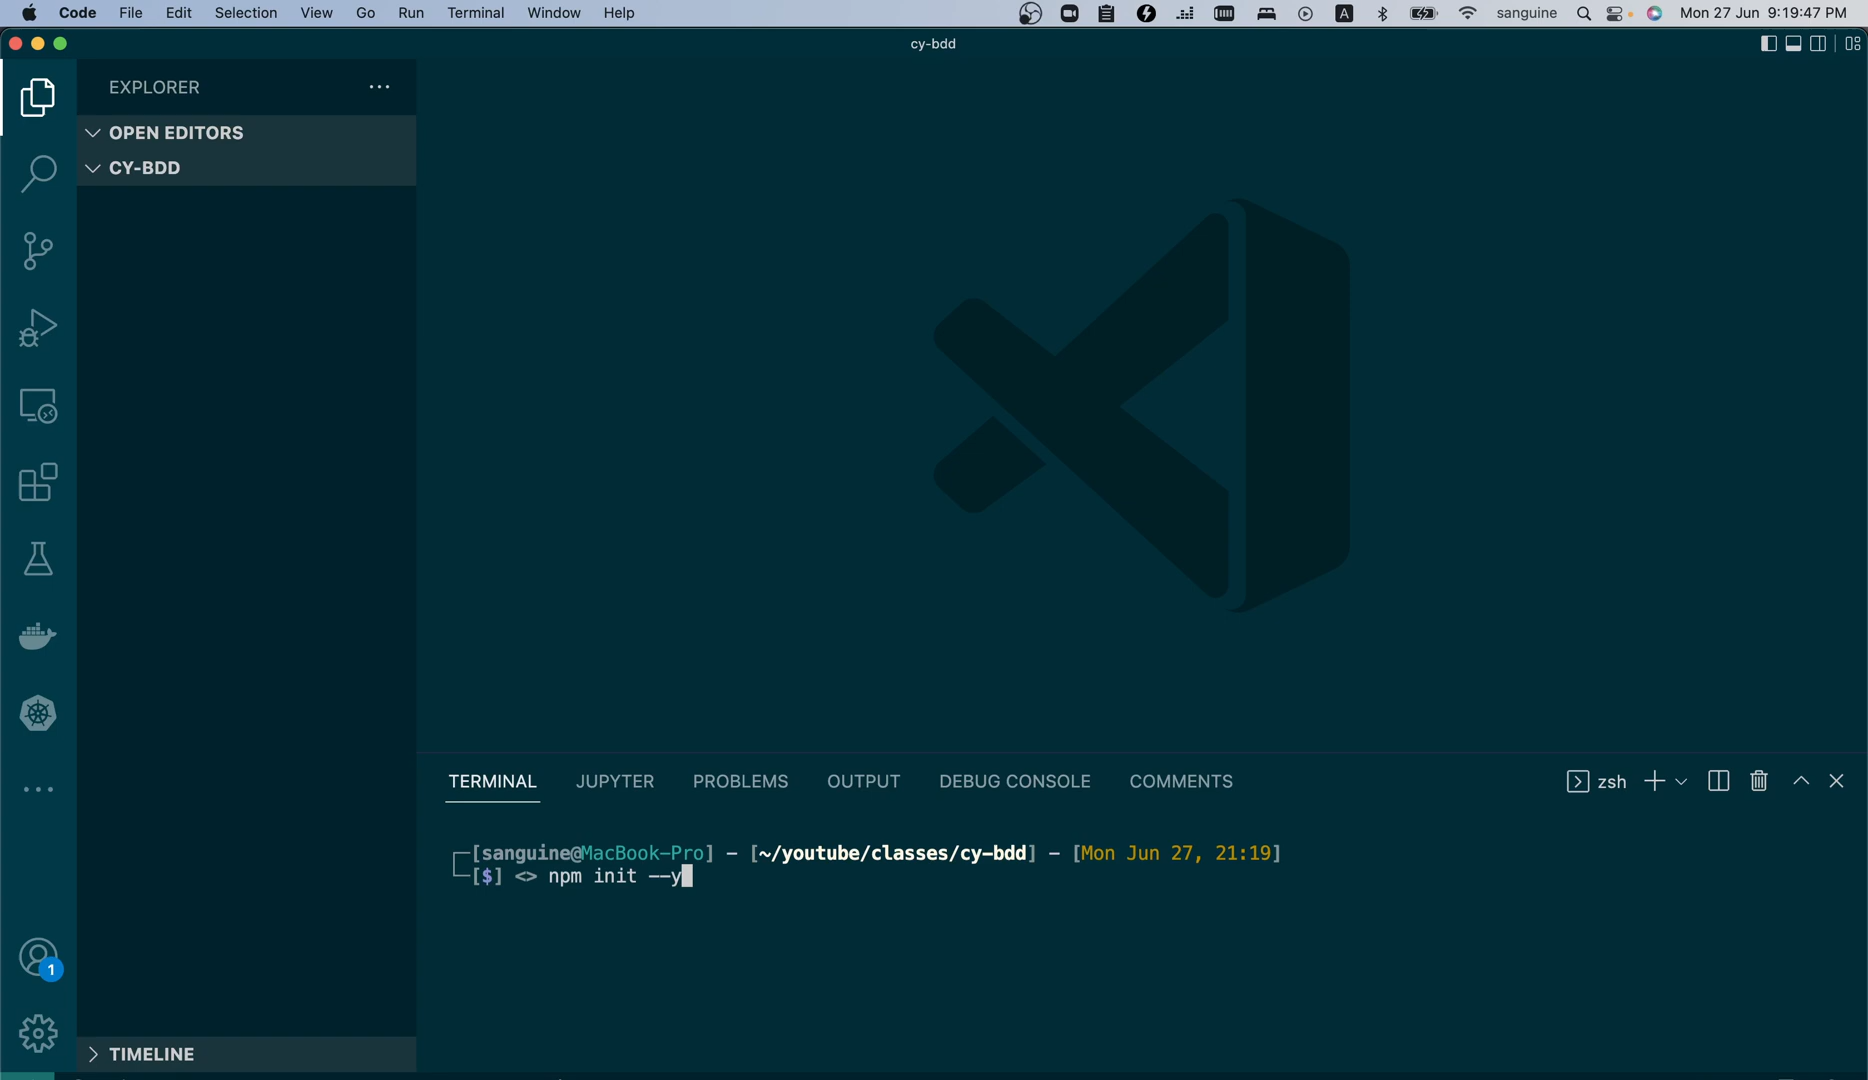 Code File Edit Selection View Go Run Terminal Window Help A sanguine Mon 27 Jun 9:19:47 PM
cy-bdd
EXPLORER
OPEN EDITORS
CY-BDD
TERMINAL JUPYTER PROBLEMS OUTPUT DEBUG CONSOLE COMMENTS zsh
[sanguine@MacBook-Pro] - [~/youtube/classes/cy-bdd] - [Mon Jun 27, 21:19]
[$] <> npm init --y
1
TIMELINE